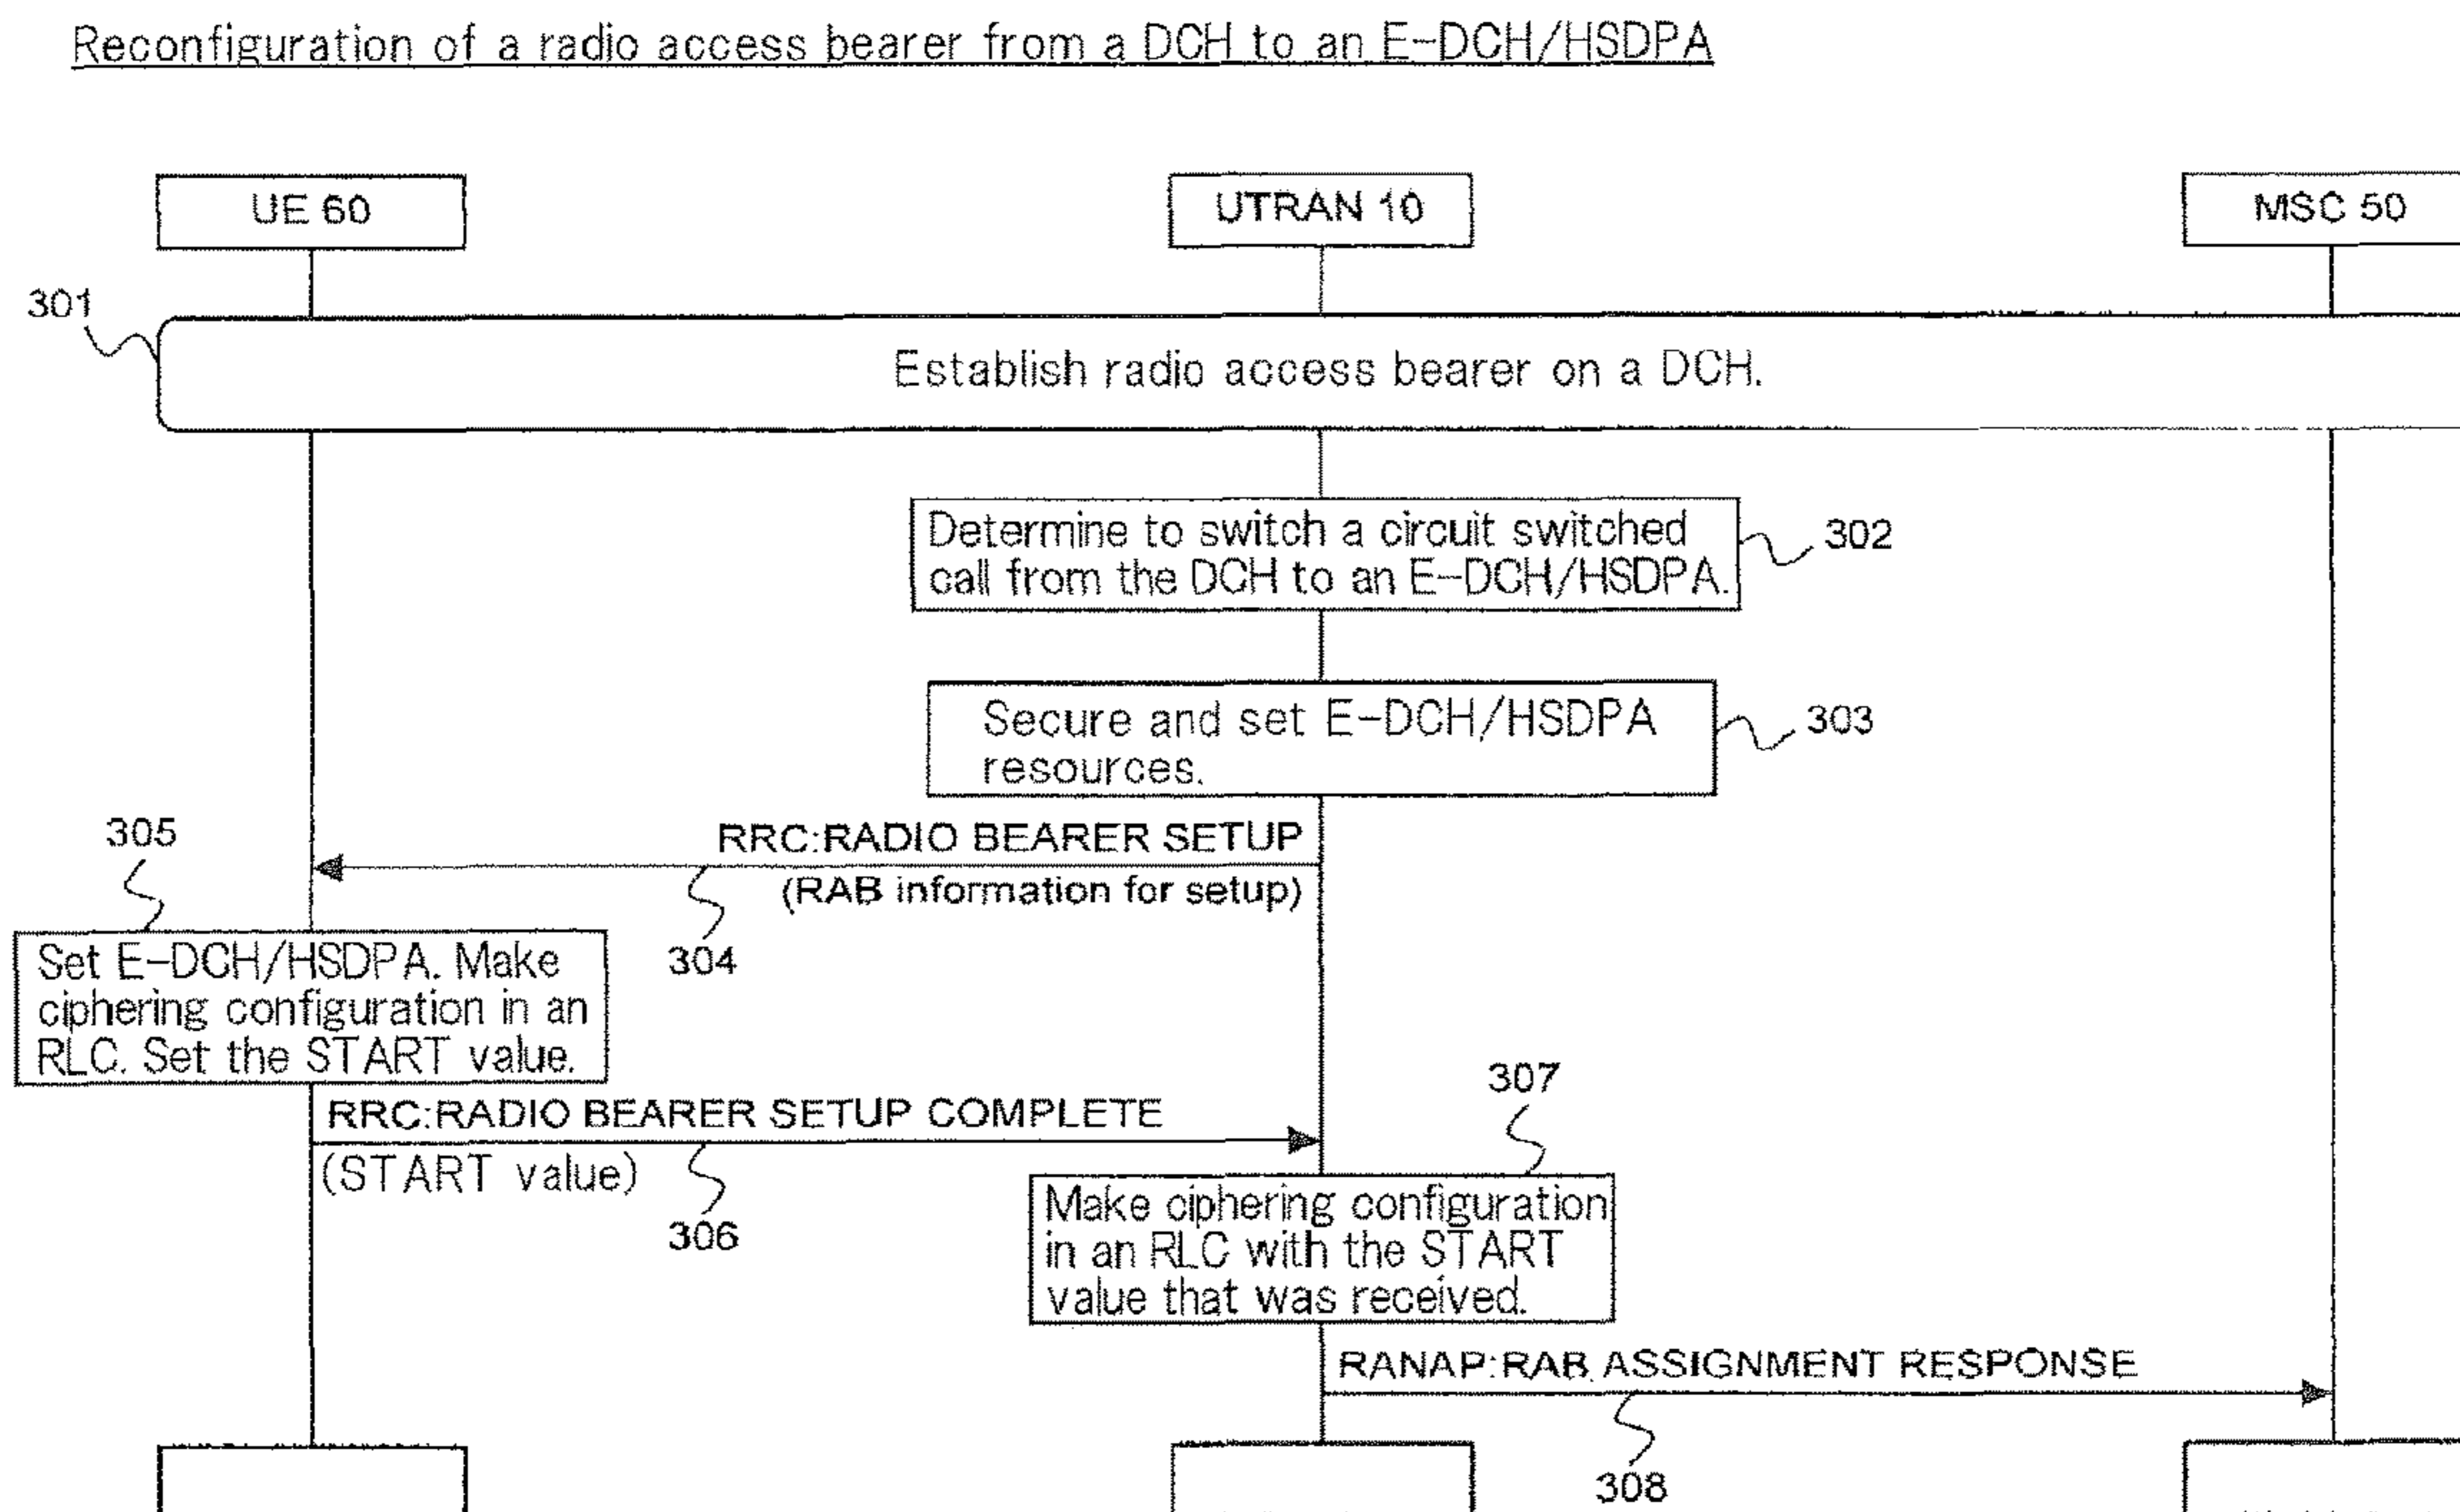 Reconfiguration of a radio access bearer from a DCH to an E-DCH/HSDPA
UE 60
UTRAN 10
MSC 50
301
Establish radio access bearer on a DCH.
Determine to switch a circuit switched
call from the DCH to an E-DCH/HSDPA.
302
Secure and set E-DCH/HSDPA
resources.
303
RRC:RADIO BEARER SETUP
(RAB information for setup)
304
305
Set E-DCH/HSDPA. Make
ciphering configuration in an
RLC. Set the START value.
RRC:RADIO BEARER SETUP COMPLETE
(START value)
306
307
Make ciphering configuration
in an RLC with the START
value that was received.
RANAP:RAB ASSIGNMENT RESPONSE
308